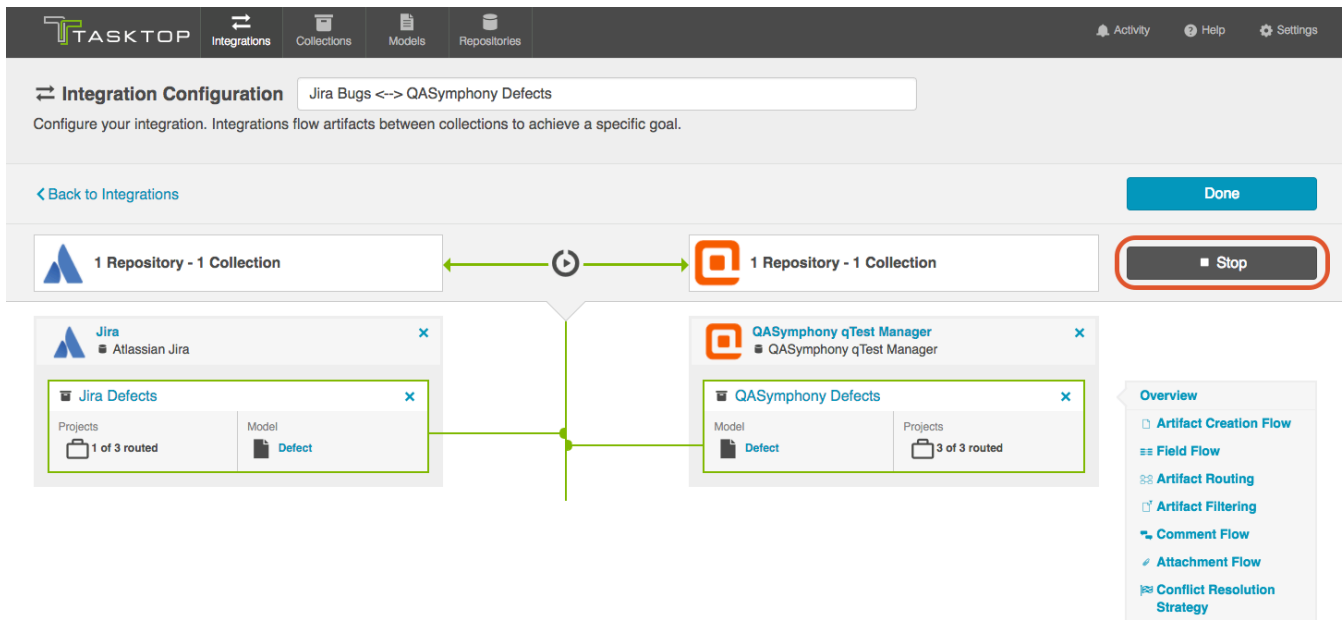 TASKTOP
Integrations
Collections
Models
Repositories
Activity
Help
Settings
Integration Configuration
Jira Bugs <--> QASymphony Defects
Configure your integration. Integrations flow artifacts between collections to achieve a specific goal.
Back to Integrations
Done
1 Repository - 1 Collection
1 Repository - 1 Collection
Stop
Jira
Atlassian Jira
QASymphony qTest Manager
QASymphony qTest Manager
Jira Defects
Projects
1 of 3 routed
Model
Defect
QASymphony Defects
Model
Defect
Projects
3 of 3 routed
Overview
Artifact Creation Flow
Field Flow
Artifact Routing
Artifact Filtering
Comment Flow
Attachment Flow
Conflict Resolution
Strategy